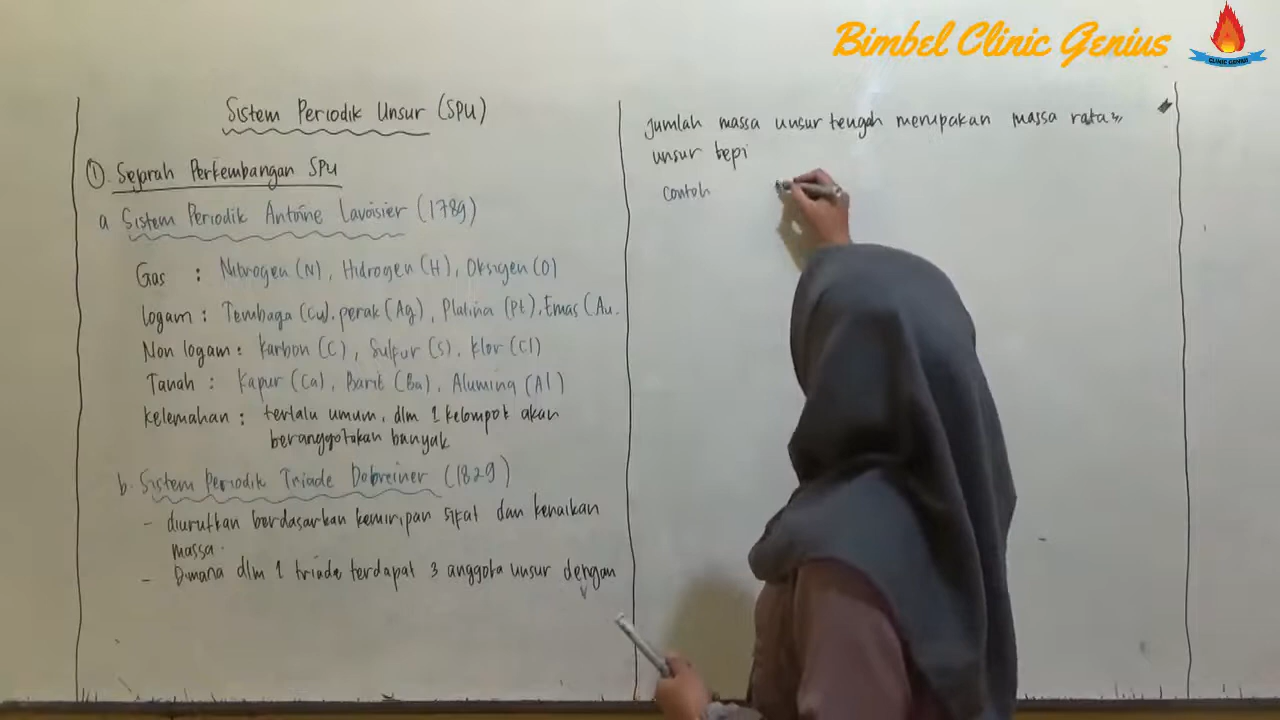 Bimbel Clinic Genius
CLINIC GENIUS
Sistem Periodik Unsur (SPU)
① Sejarah Perkembangan SPU
a Sistem Periodik Antoine Lavoisier (1789)
Gas : Nitrogen (N), Hidrogen (H), Oksigen (O)
logam : Tembaga (Cu). perak (Ag), Platina (Pt), Emas (Au.
Non logam : Karbon (C), Sulfur (S), Klor (Cl)
Tanah : Kapur (Ca), Barit (Ba), Alumina (Al)
kelemahan : terlalu umum, dlm 1 kelompok akan
beranggotakan banyak
b. Sistem Periodik Triade Dobreiner (1829)
- diurutkan berdasarkan kemiripan sifat dan kenaikan
massa.
- Dimana dlm 1 triade terdapat 3 anggota unsur dengan
jumlah massa unsur tengah merupakan massa rata2
unsur tepi
contoh